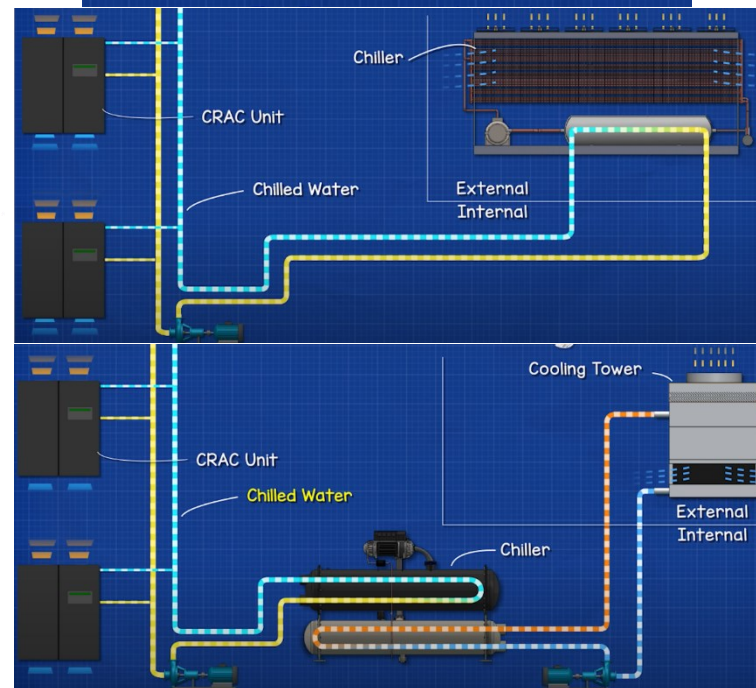 Chiller
CRAC Unit
Chilled Water
External
Internal
Cooling Tower
CRAC Unit
Chilled Water
External
Internal
Chiller